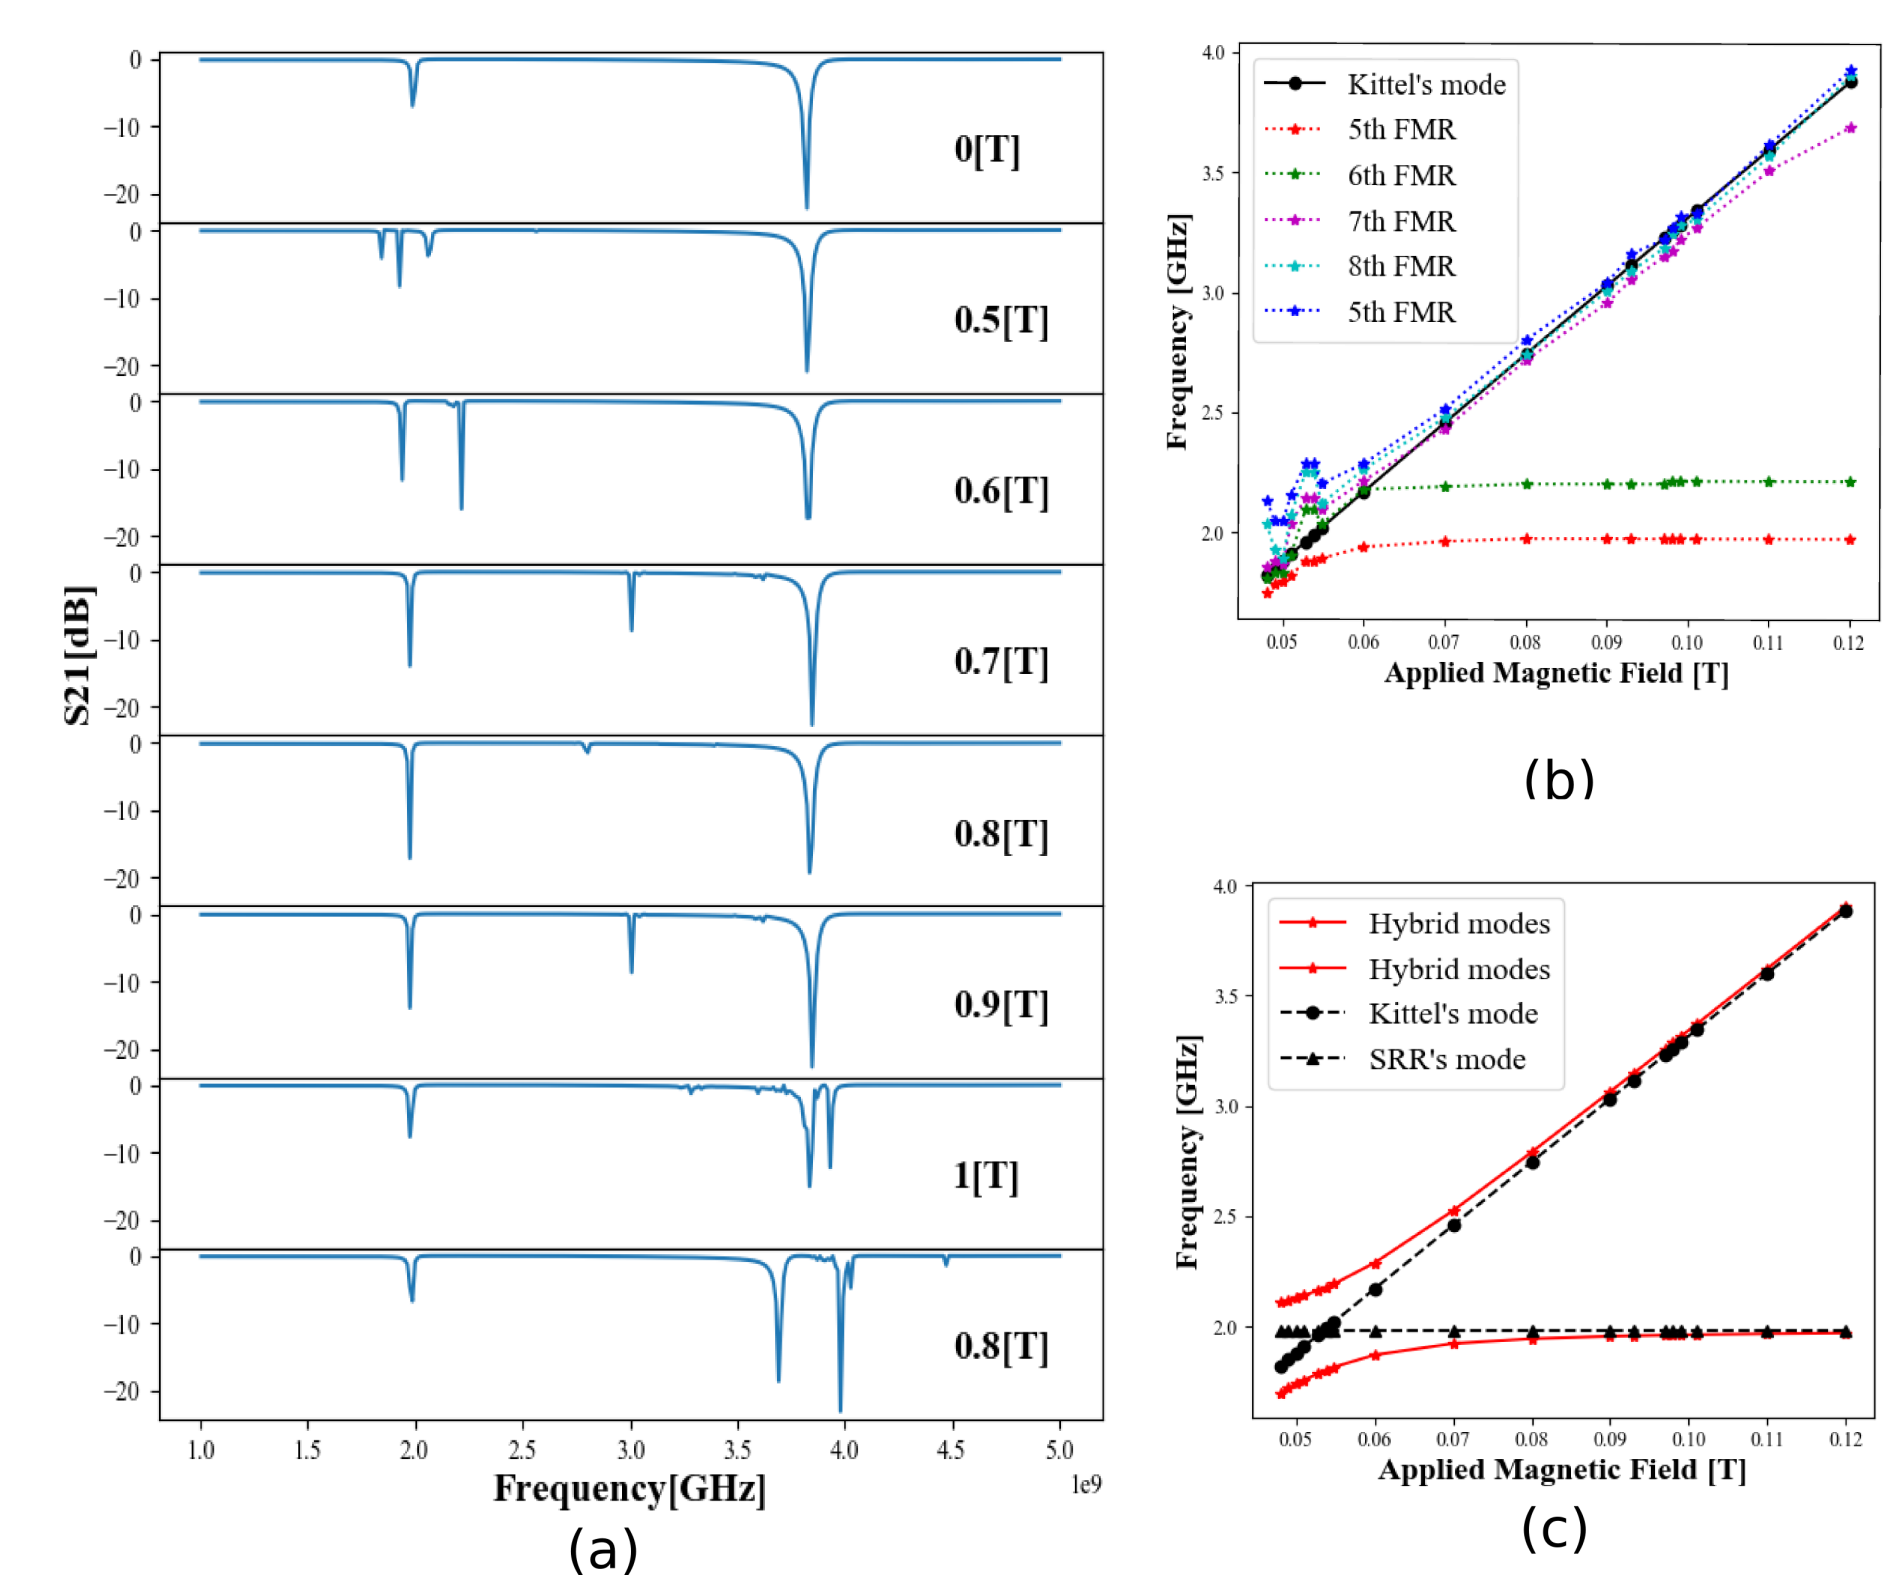 S21[dB]
0
−10
−20
0[T]
0
−10
−20
0.5[T]
0
−10
−20
0.6[T]
0
−10
−20
0.7[T]
0
−10
−20
0.8[T]
0
−10
−20
0.9[T]
0
−10
−20
1[T]
0
−10
−20
0.8[T]
1.0 1.5 2.0 2.5 3.0 3.5 4.0 4.5 5.0
Frequency[GHz]
1e9
(a)
Frequency [GHz]
4.0
3.5
3.0
2.5
2.0
Kittel's mode
5th FMR
6th FMR
7th FMR
8th FMR
5th FMR
0.05 0.06 0.07 0.08 0.09 0.10 0.11 0.12
Applied Magnetic Field [T]
(b)
Frequency [GHz]
4.0
3.5
3.0
2.5
2.0
Hybrid modes
Hybrid modes
Kittel's mode
SRR's mode
0.05 0.06 0.07 0.08 0.09 0.10 0.11 0.12
Applied Magnetic Field [T]
(c)